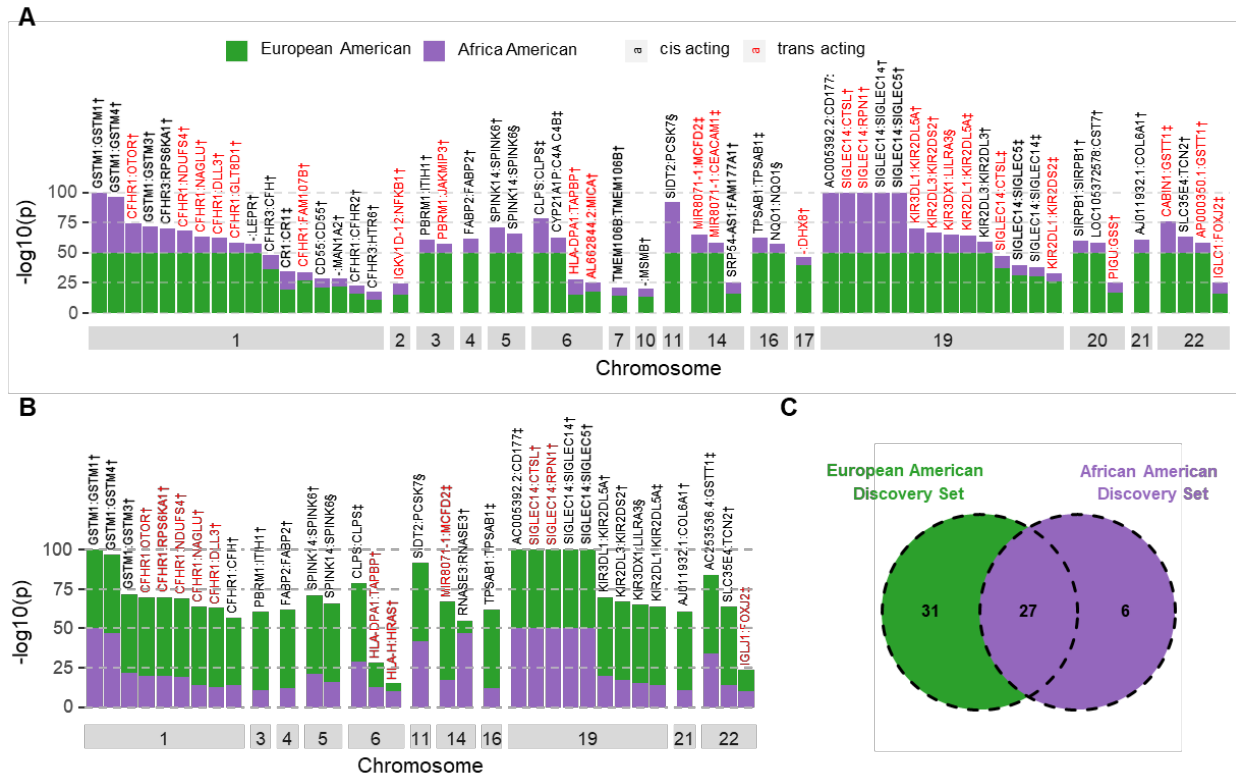 A
European American
Africa American
a
cis acting
a
trans acting
-log10(p)
100
75
50
25
0
GSTM1:GSTM1†
GSTM1:GSTM4†
CFHR1:OTOR†
GSTM1:GSTM3†
CFHR3:RPS6KA1†
CFHR1:NDUFS4†
CFHR1:NAGLU†
CFHR1:DLL3†
CFHR1:GLTBD1†
-:LEPR†
CFHR3:CFH†
CR1:CR1‡
CFHR1:FAM107B†
CD55:CD55†
-:MAN1A2†
CFHR1:CFHR2†
CFHR3:HTR6†
IGKV1D-12:NFKB1†
PBRM1:ITIH1†
PBRM1:JAKMIP3†
FABP2:FABP2†
SPINK14:SPINK6†
SPINK14:SPINK6§
CLPS:CLPS‡
CYP21A1P:C4A C4B‡
HLA-DPA1:TAPBP†
AL662844.2:MICA†
TMEM106B:TMEM106B†
-:MSMB†
SIDT2:PCSK7§
MIR8071-1:MCFD2‡
MIR8071-1:CEACAM1‡
SRP54-AS1:FAM177A1†
TPSAB1:TPSAB1‡
NQO1:NQO1§
-:DHX8†
AC005392.2:CD177:
SIGLEC14:CTSL†
SIGLEC14:RPN1†
SIGLEC14:SIGLEC14†
SIGLEC14:SIGLEC5†
KIR3DL1:KIR2DL5A†
KIR2DL3:KIR2DS2†
KIR3DX1:LILRA3§
KIR2DL1:KIR2DL5A‡
KIR2DL3:KIR2DL3†
SIGLEC14:CTSL‡
SIGLEC14:SIGLEC5‡
SIGLEC14:SIGLEC14‡
KIR2DL1:KIR2DS2‡
SIRPB1:SIRPB1†
LOC105372578:CST7†
PIGU:GSS†
AJ011932.1:COL6A1†
CABIN1:GSTT1‡
SLC35E4:TCN2†
AP000350.1:GSTT1†
IGLC1:FOXJ2‡
1 2 3 4 5 6 7 10 11 14 16 17 19 20 21 22
Chromosome
B
-log10(p)
100
75
50
25
0
GSTM1:GSTM1†
GSTM1:GSTM4†
GSTM1:GSTM3†
CFHR1:OTOR†
CFHR1:RPS6KA1†
CFHR1:NDUFS4†
CFHR1:NAGLU†
CFHR1:DLL3†
CFHR1:CFH†
PBRM1:ITIH1†
FABP2:FABP2†
SPINK14:SPINK6†
SPINK14:SPINK6§
CLPS:CLPS‡
HLA-DPA1:TAPBP†
HLA-H:HRAS†
SIDT2:PCSK7§
MIR8071-1:MCFD2‡
RNASE3:RNASE3†
TPSAB1:TPSAB1‡
AC005392.2:CD177‡
SIGLEC14:CTSL†
SIGLEC14:RPN1†
SIGLEC14:SIGLEC14†
SIGLEC14:SIGLEC5†
KIR3DL1:KIR2DL5A†
KIR2DL3:KIR2DS2†
KIR3DX1:LILRA3§
KIR2DL1:KIR2DL5A‡
AJ011932.1:COL6A1†
AC253536.4:GSTT1‡
SLC35E4:TCN2†
IGLJ1:FOXJ2‡
1 3 4 5 6 11 14 16 19 21 22
Chromosome
C
European American
Discovery Set
African American
Discovery Set
31
27
6